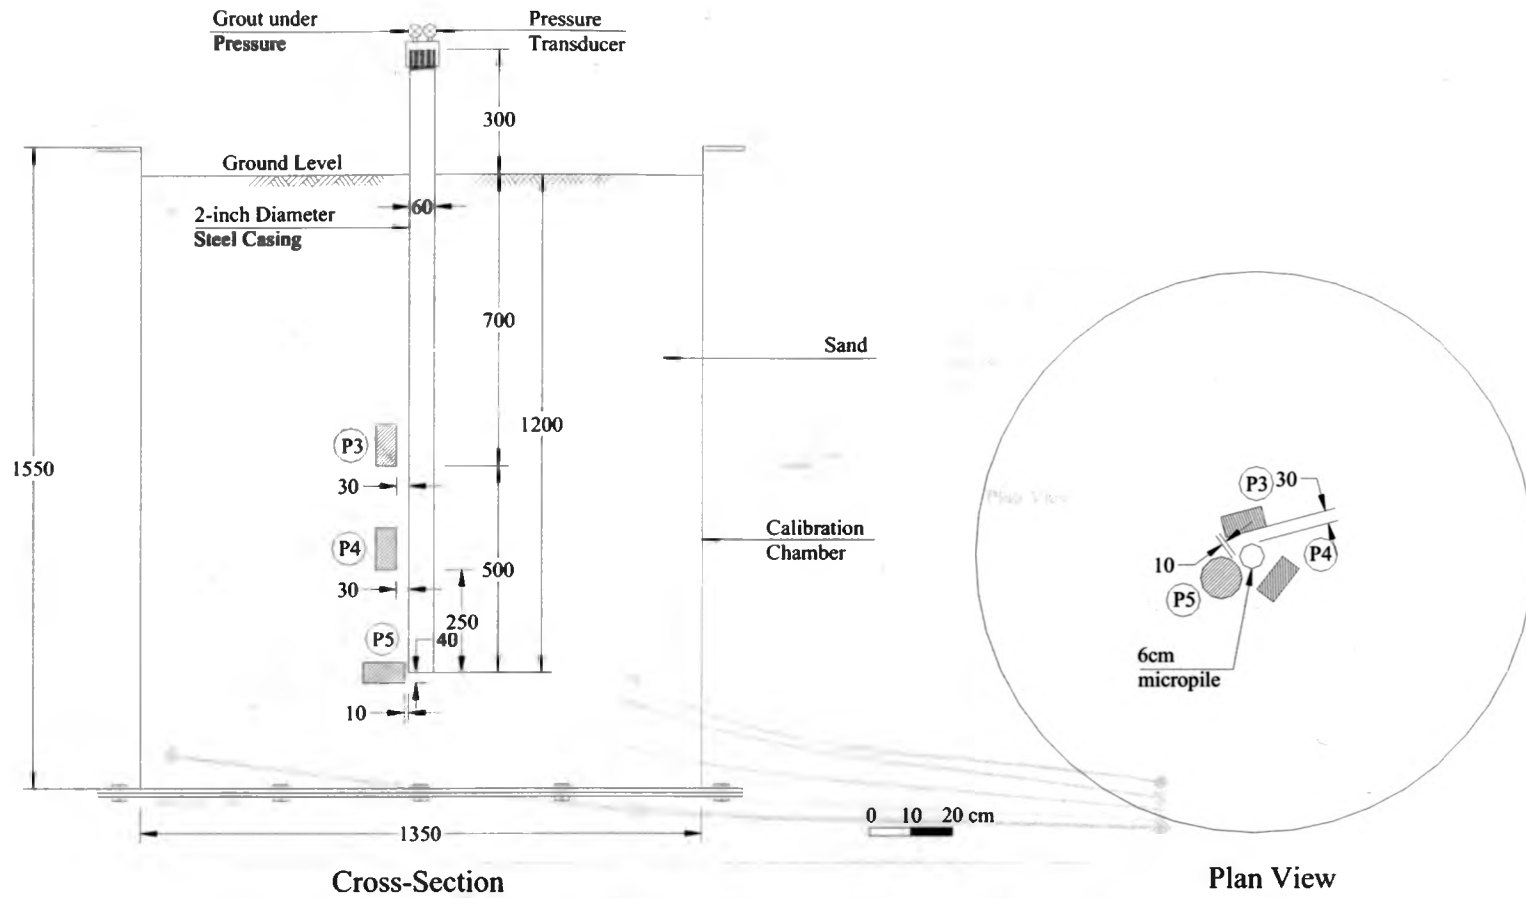 Grout under
Pressure
Pressure
Transducer
300
Ground Level
60
2-inch Diameter
Steel Casing
700
Sand
1200
P3
1550
30
P3 30
P4
Calibration
Chamber
10
P4
500
30
P5
250
P5
40
6cm
micropile
10
0 10 20 cm
1350
Cross-Section
Plan View
Plan View